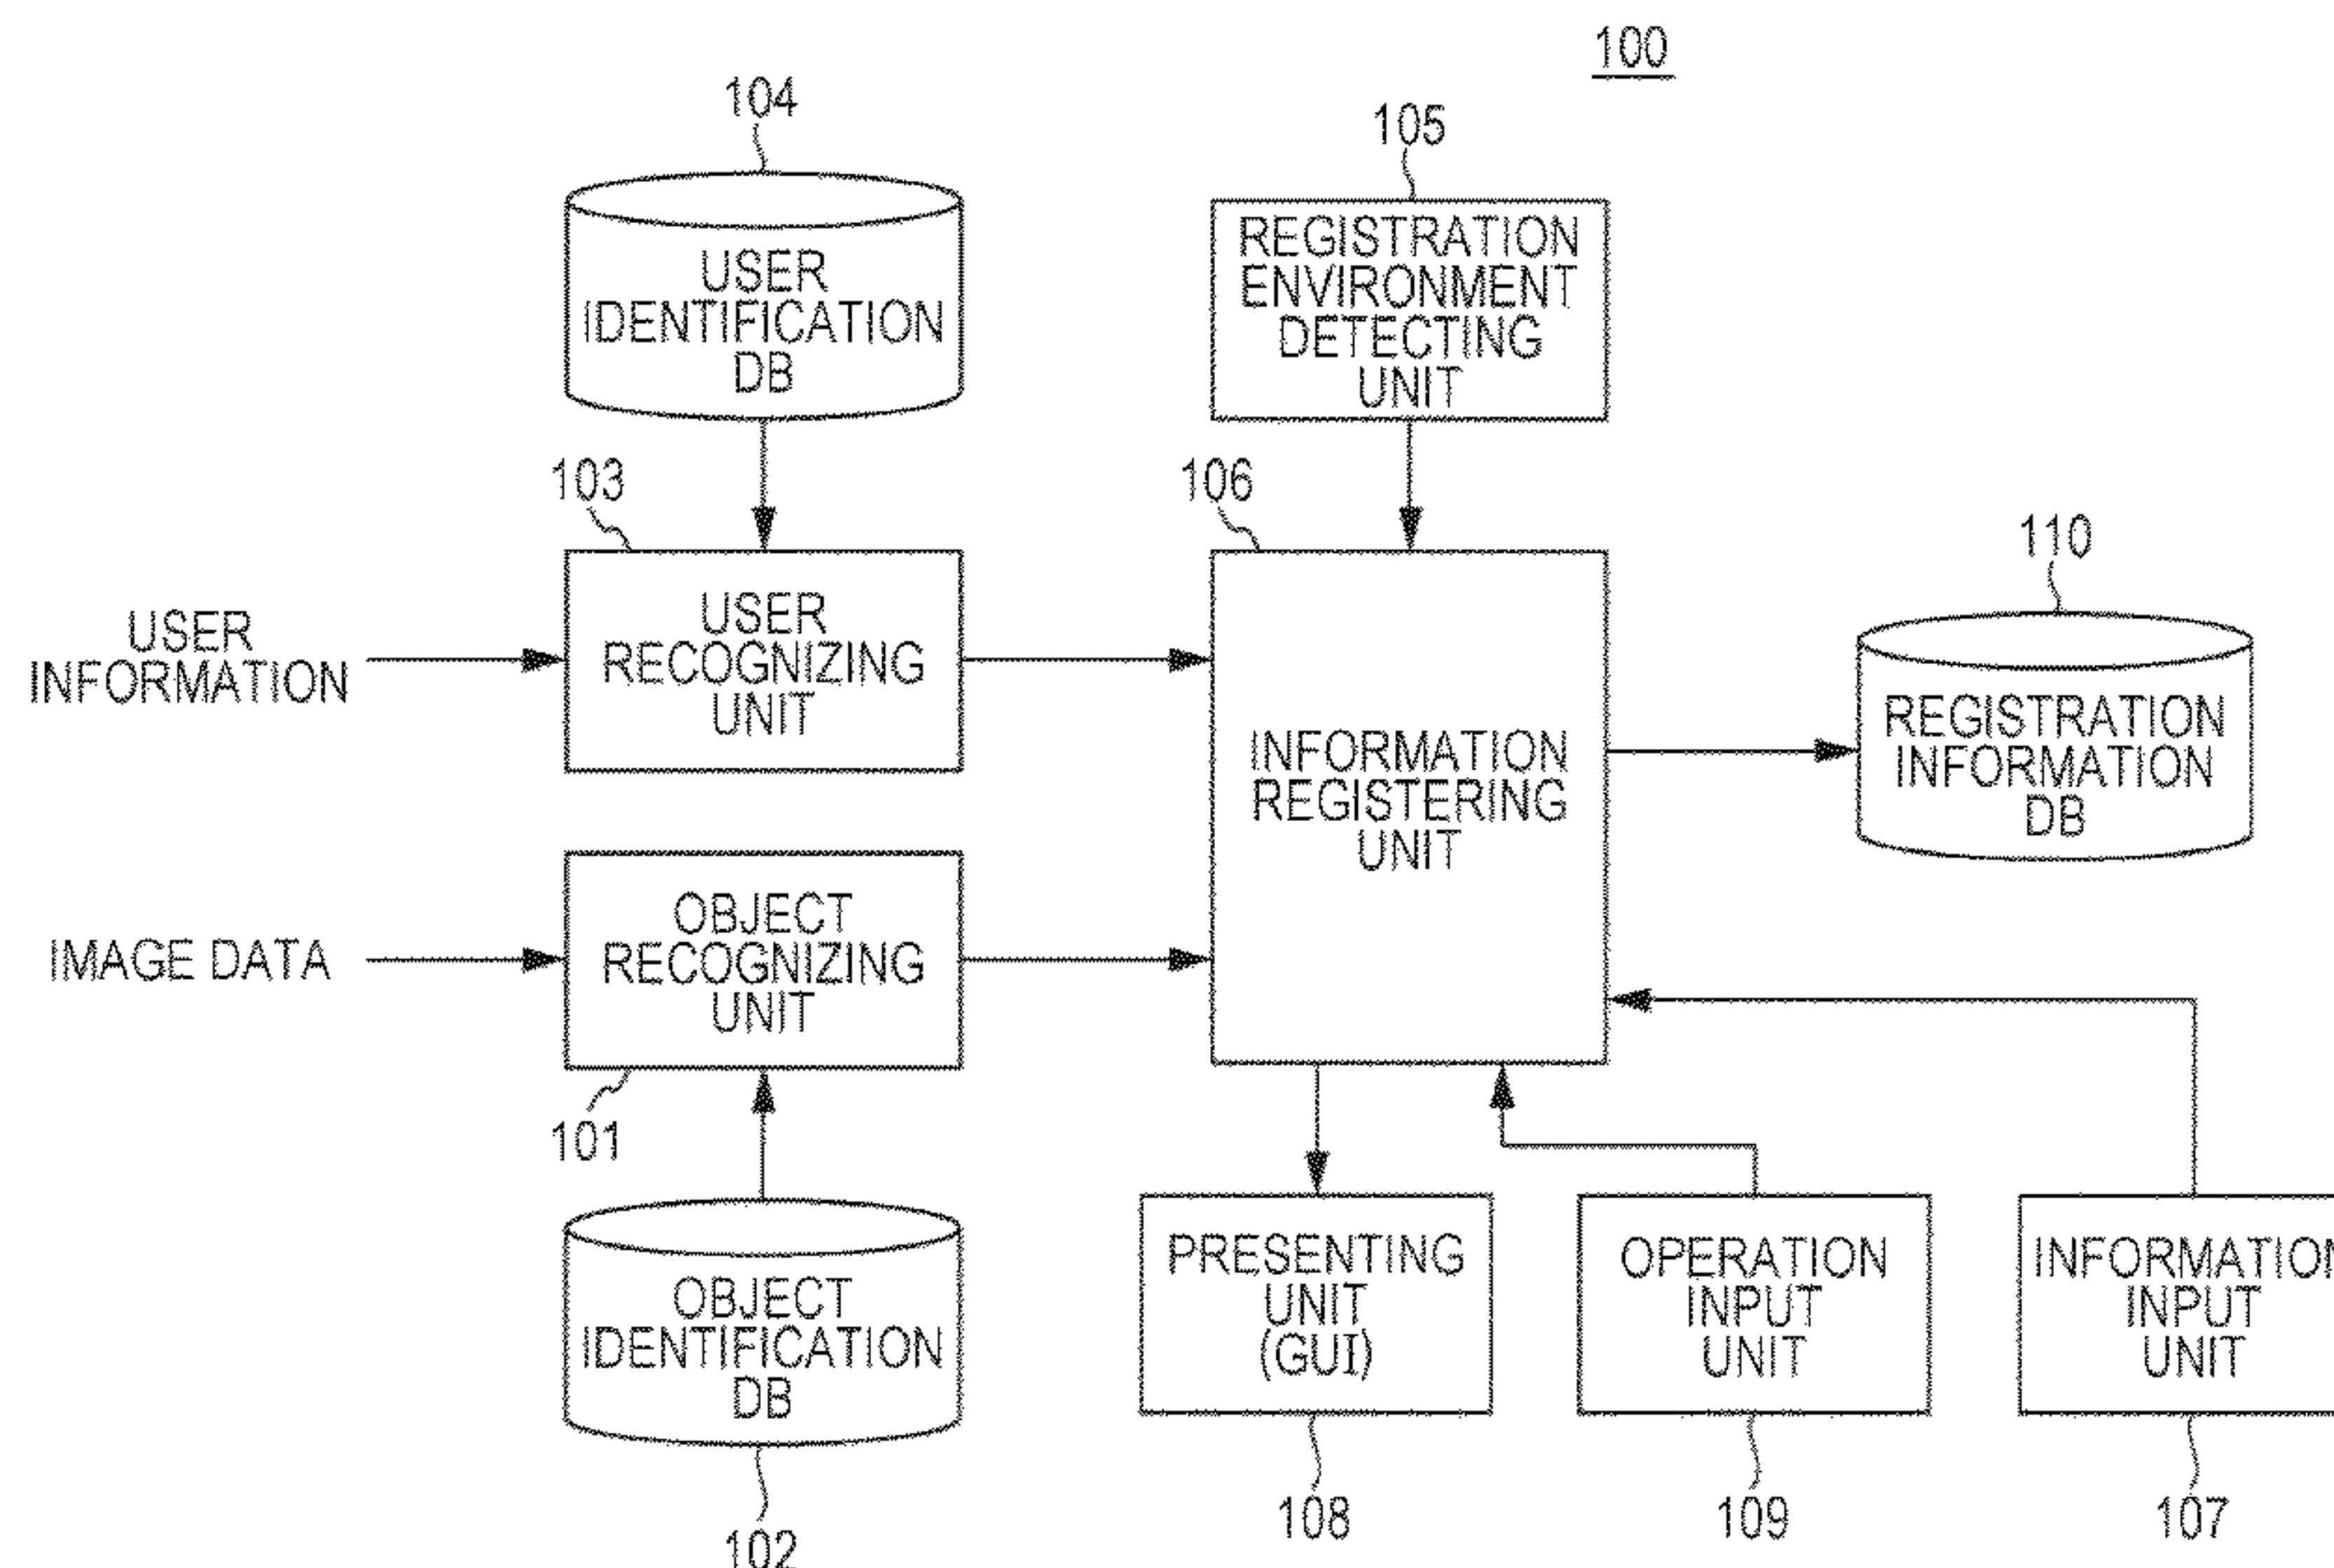 100
104
105
USER
IDENTIFICATION
DB
REGISTRATION
ENVIRONMENT
DETECTING
UNIT
103
106
110
USER
INFORMATION
USER
RECOGNIZING
UNIT
INFORMATION
REGISTERING
UNIT
REGISTRATION
INFORMATION
DB
IMAGE DATA
OBJECT
RECOGNIZING
UNIT
101
OBJECT
IDENTIFICATION
DB
PRESENTING
UNIT
(GUI)
OPERATION
INPUT
UNIT
INFORMATION
INPUT
UNIT
108
109
107
102